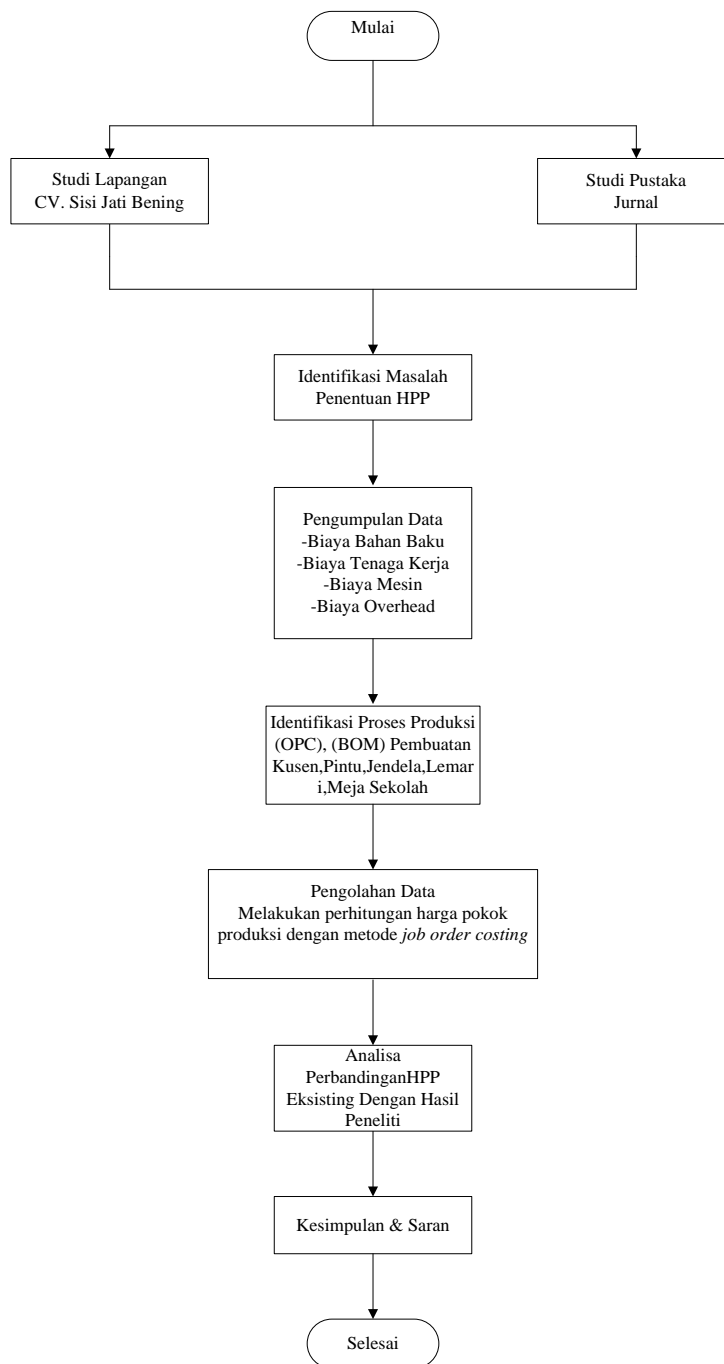 Mulai
Studi Lapangan
CV. Sisi Jati Bening
Studi Pustaka
Jurnal
Identifikasi Masalah
Penentuan HPP
Pengumpulan Data
-Biaya Bahan Baku
-Biaya Tenaga Kerja
-Biaya Mesin
-Biaya Overhead
Identifikasi Proses Produksi
(OPC), (BOM) Pembuatan
Kusen,Pintu,Jendela,Lemar
i,Meja Sekolah
Pengolahan Data
Melakukan perhitungan harga pokok
produksi dengan metode job order costing
Analisa
PerbandinganHPP
Eksisting Dengan Hasil
Peneliti
Kesimpulan & Saran
Selesai